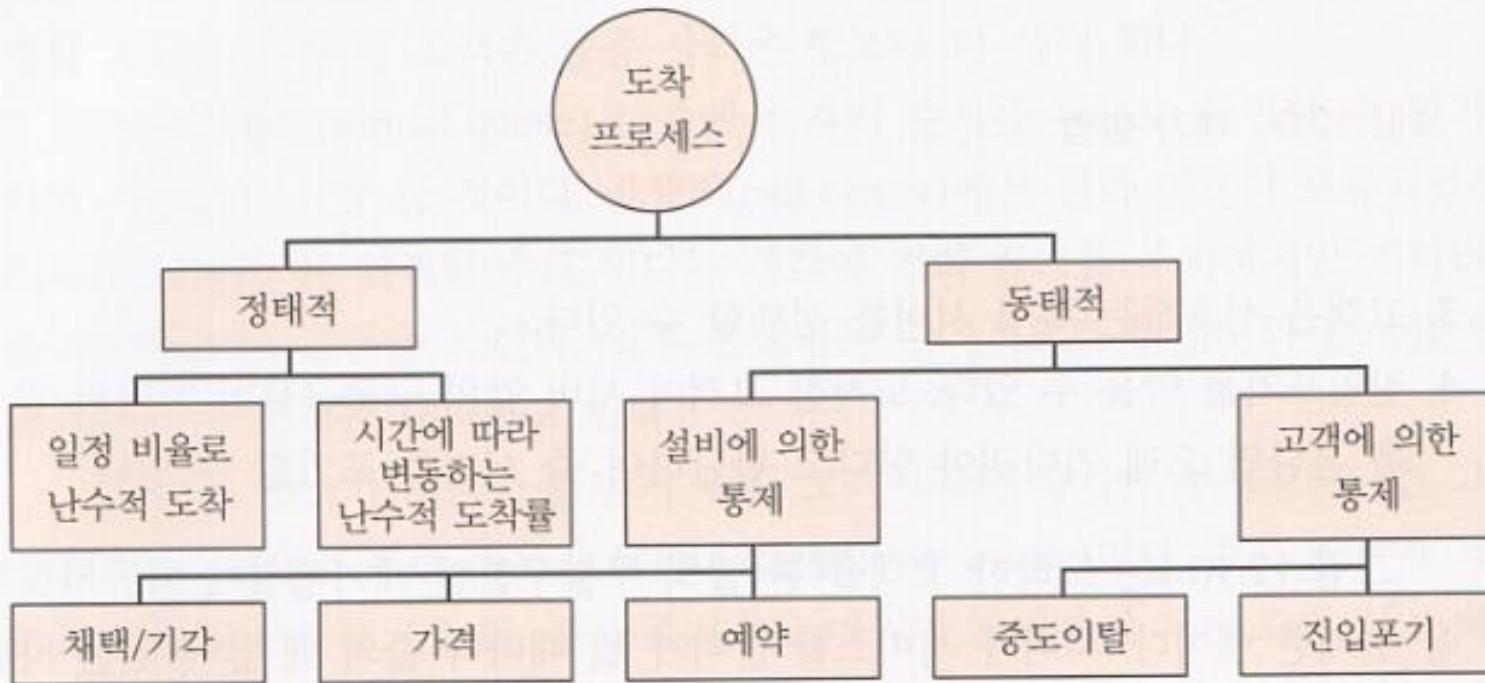 도착
프로세스
정태적
동태적
일정 비율로
난수적 도착
시간에 따라
변동하는
난수적 도착률
설비에 의한
통제
고객에 의한
통제
채택/기각
가격
예약
중도이탈
진입포기